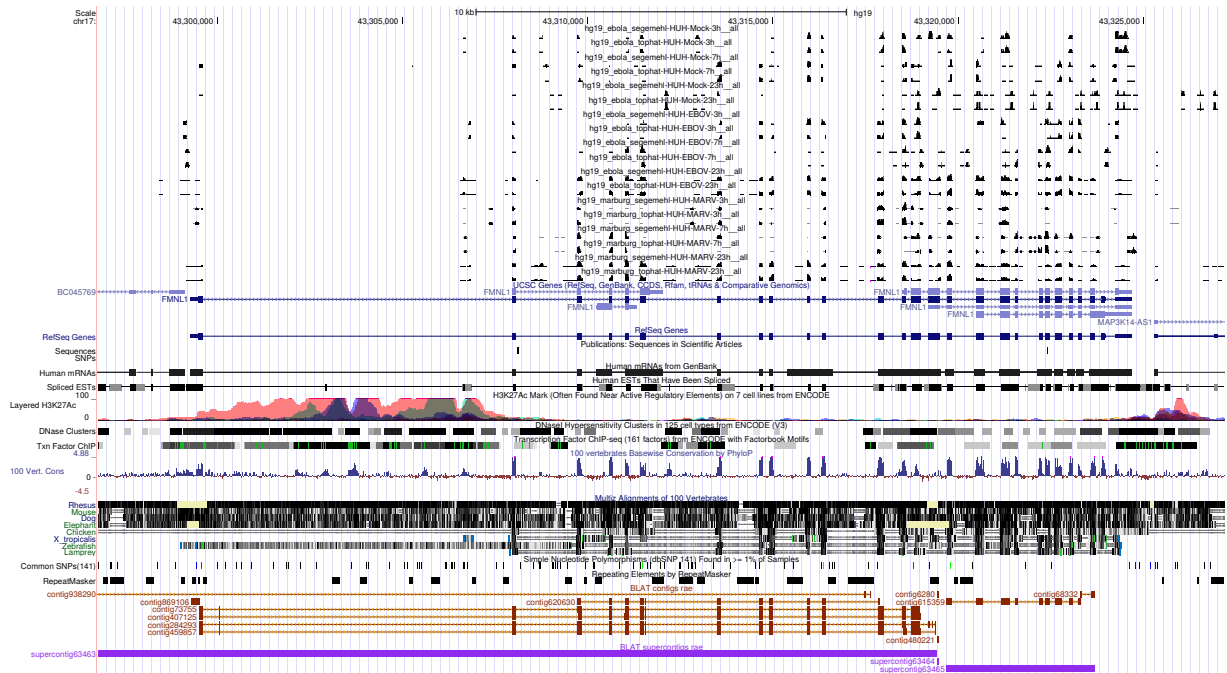 Scale 10 kb hg19
chr17: 43,300,000 43,305,000 43,310,000 43,315,000 43,320,000 43,325,000
hg19_ebola_segemehl-HUH-Mock-3h__all
hg19_ebola_tophat-HUH-Mock-3h__all
hg19_ebola_segemehl-HUH-Mock-7h__all
hg19_ebola_tophat-HUH-Mock-7h__all
hg19_ebola_segemehl-HUH-Mock-23h__all
hg19_ebola_tophat-HUH-Mock-23h__all
hg19_ebola_segemehl-HUH-EBOV-3h__all
hg19_ebola_tophat-HUH-EBOV-3h__all
hg19_ebola_segemehl-HUH-EBOV-7h__all
hg19_ebola_tophat-HUH-EBOV-7h__all
hg19_ebola_segemehl-HUH-EBOV-23h__all
hg19_ebola_tophat-HUH-EBOV-23h__all
hg19_marburg_segemehl-HUH-MARV-3h__all
hg19_marburg_tophat-HUH-MARV-3h__all
hg19_marburg_segemehl-HUH-MARV-7h__all
hg19_marburg_tophat-HUH-MARV-7h__all
hg19_marburg_segemehl-HUH-MARV-23h__all
hg19_marburg_tophat-HUH-MARV-23h__all
UCSC Genes (RefSeq, GenBank, CCDS, Rfam, tRNAs & Comparative Genomics)
BC045769 FMNL1 FMNL1
FMNL1
FMNL1 FMNL1
FMNL1
MAP3K14-AS1
RefSeq Genes
RefSeq Genes
Publications: Sequences in Scientific Articles
Sequences
SNPs
Human mRNAs from GenBank
Human mRNAs
Human ESTs That Have Been Spliced
Spliced ESTs
H3K27Ac Mark (Often Found Near Active Regulatory Elements) on 7 cell lines from ENCODE
100
Layered H3K27Ac
0
DNaseI Hypersensitivity Clusters in 125 cell types from ENCODE (V3)
DNase Clusters
Transcription Factor ChIP-seq (161 factors) from ENCODE with Factorbook Motifs
Txn Factor ChIP
100 vertebrates Basewise Conservation by PhyloP
4.88
100 Vert. Cons
0
-4.5
Multiz Alignments of 100 Vertebrates
Rhesus
Mouse
Dog
Elephant
Chicken
X_tropicalis
Zebrafish
Lamprey
Simple Nucleotide Polymorphisms (dbSNP 141) Found in >= 1% of Samples
Common SNPs(141)
Repeating Elements by RepeatMasker
RepeatMasker
BLAT contigs rae
contig938290 contig6280 contig68332
contig869106 contig620630 contig615359
contig73755
contig407125
contig284293
contig459857
contig480221
BLAT supercontigs rae
supercontig63463
supercontig63464
supercontig63465